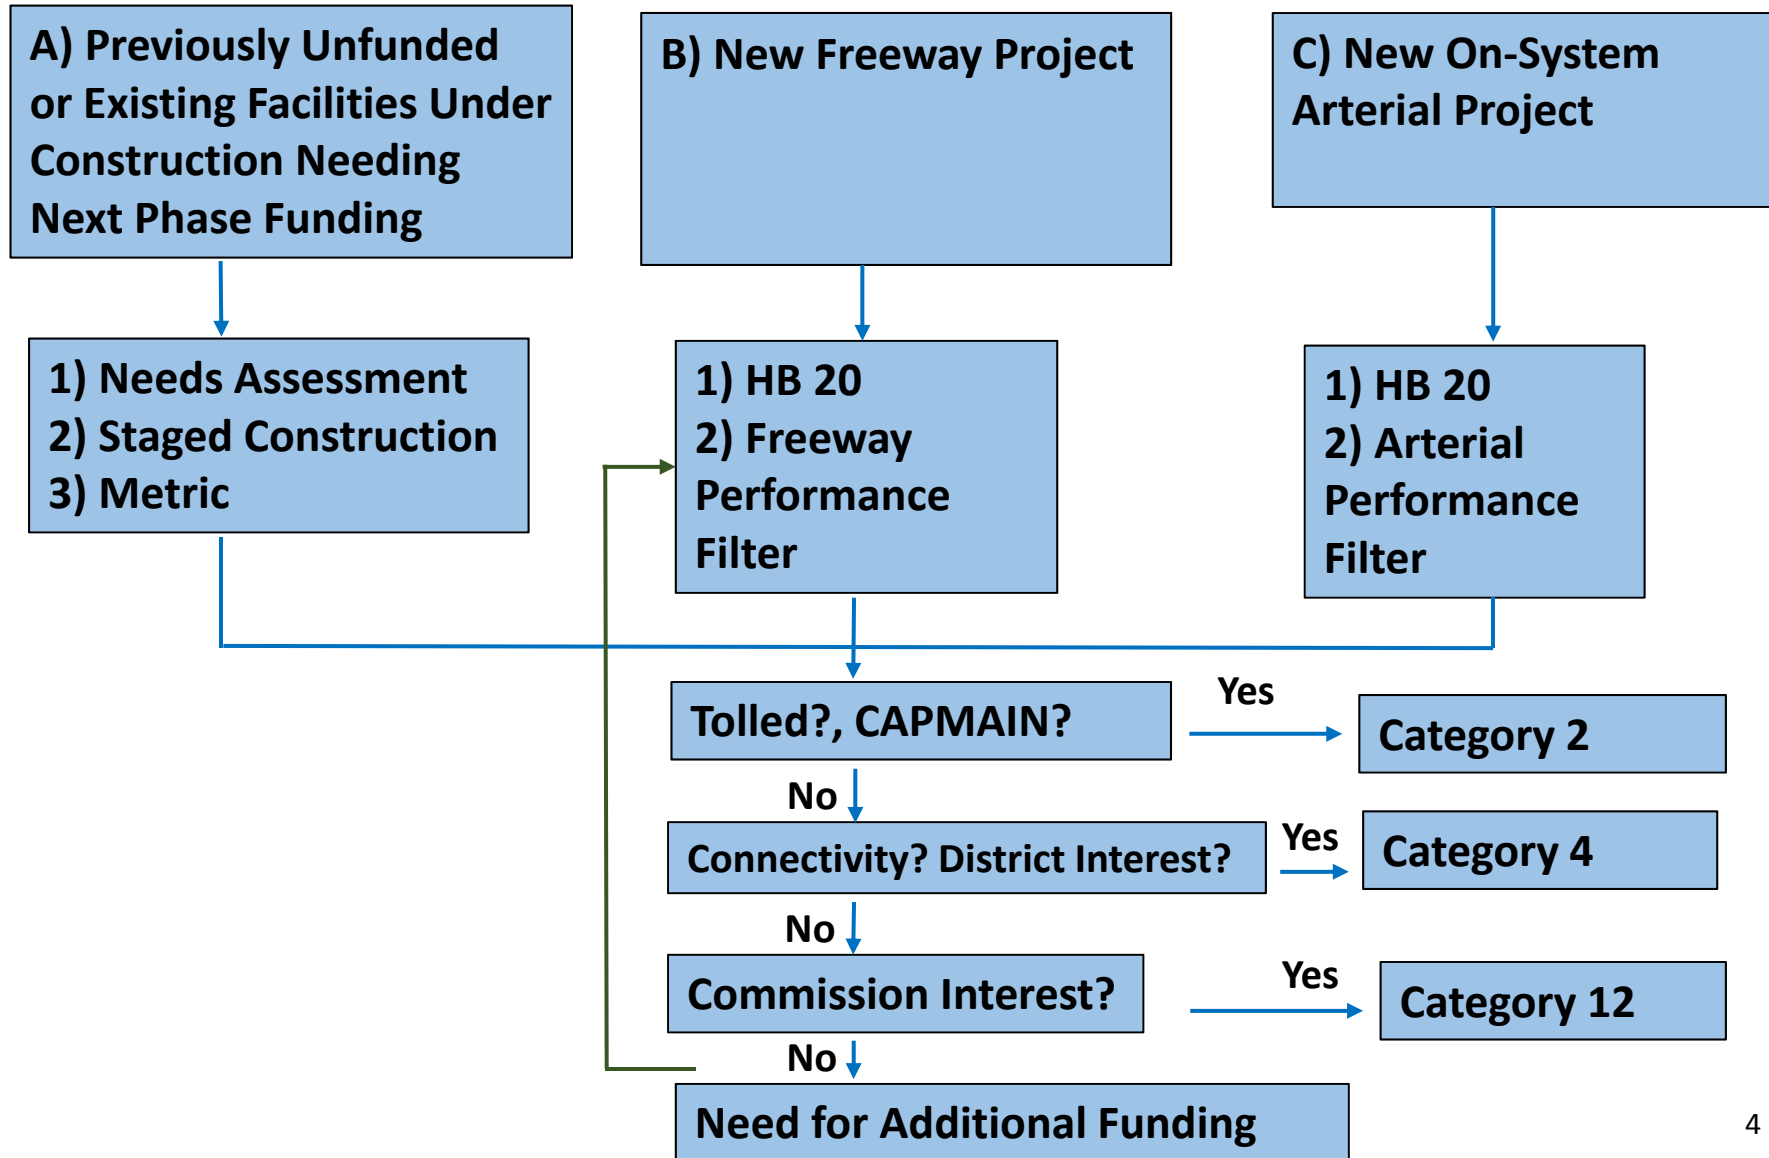 A) Previously Unfunded
or Existing Facilities Under
Construction Needing
Next Phase Funding
B) New Freeway Project
C) New On-System
Arterial Project
1) Needs Assessment
2) Staged Construction
3) Metric
1) HB 20
2) Freeway
Performance
Filter
1) HB 20
2) Arterial
Performance
Filter
Tolled?, CAPMAIN?
Yes
Category 2
No
Connectivity? District Interest?
Yes
Category 4
No
Commission Interest?
Yes
Category 12
No
Need for Additional Funding
4